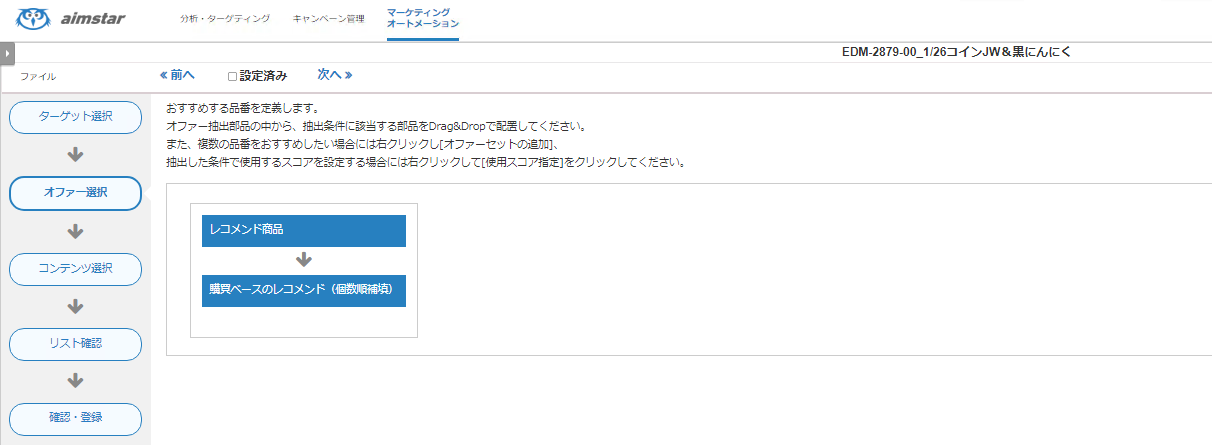 aimstar
分析・ターゲティング
キャンペーン管理
マーケティング
オートメーション
EDM-2879-00_1/26コインJW＆黒にんにく
ファイル
≪ 前へ
設定済み
次へ ≫
ターゲット選択
オファー選択
コンテンツ選択
リスト確認
確認・登録
おすすめする品番を定義します。
オファー抽出部品の中から、抽出条件に該当する部品をDrag&Dropで配置してください。
また、複数の品番をおすすめしたい場合には右クリックし[オファーセットの追加]、
抽出した条件で使用するスコアを設定する場合には右クリックして[使用スコア指定]をクリックしてください。
レコメンド商品
購買ベースのレコメンド（個数順補填）